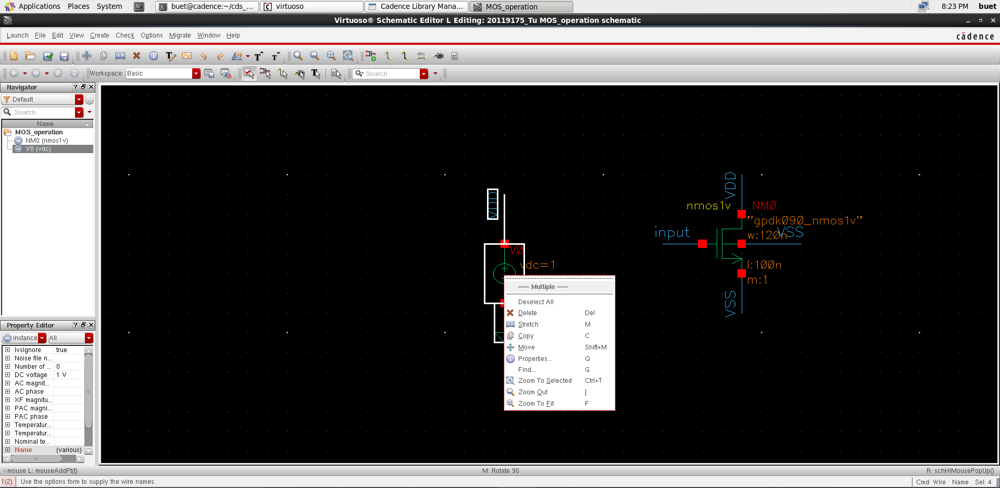 Applications Places System buet@cadence:~/cds_... virtuoso Cadence Library Mana... MOS_operation 8:23 PM buet
Virtuoso® Schematic Editor L Editing: 20119175_Tu MOS_operation schematic
Launch File Edit View Create Check Options Migrate Window Help
cādence
abc
Workspace: Basic Search
Navigator
Default
Search
Name
MOS_operation
NM0 (nmos1v)
V0 (vdc)
VDD
V0
vdc=1
VDD
nmos1v NM0
"gpdk090_nmos1v"
input VSS
w:120n
l:100n
m:1
VSS
~~~ Multiple ~~~
Deselect All
Delete Del
Stretch M
Copy C
Move Shift+M
Properties... Q
Find... G
Zoom To Selected Ctrl+T
Zoom Out [
Zoom To Fit F
Property Editor
instance All
lvsIgnore true
Noise file n...
Number of ... 0
DC voltage 1 V
AC magnit...
AC phase
XF magnitu...
PAC magni...
PAC phase
Temperatur...
Temperatur...
Nominal te...
Name (various)
mouse L: mouseAddPt(t) M: Rotate 90 R: schHiMousePopUp()
1(2) Use the options form to supply the wire names. Cmd: Wire Name Sel: 4